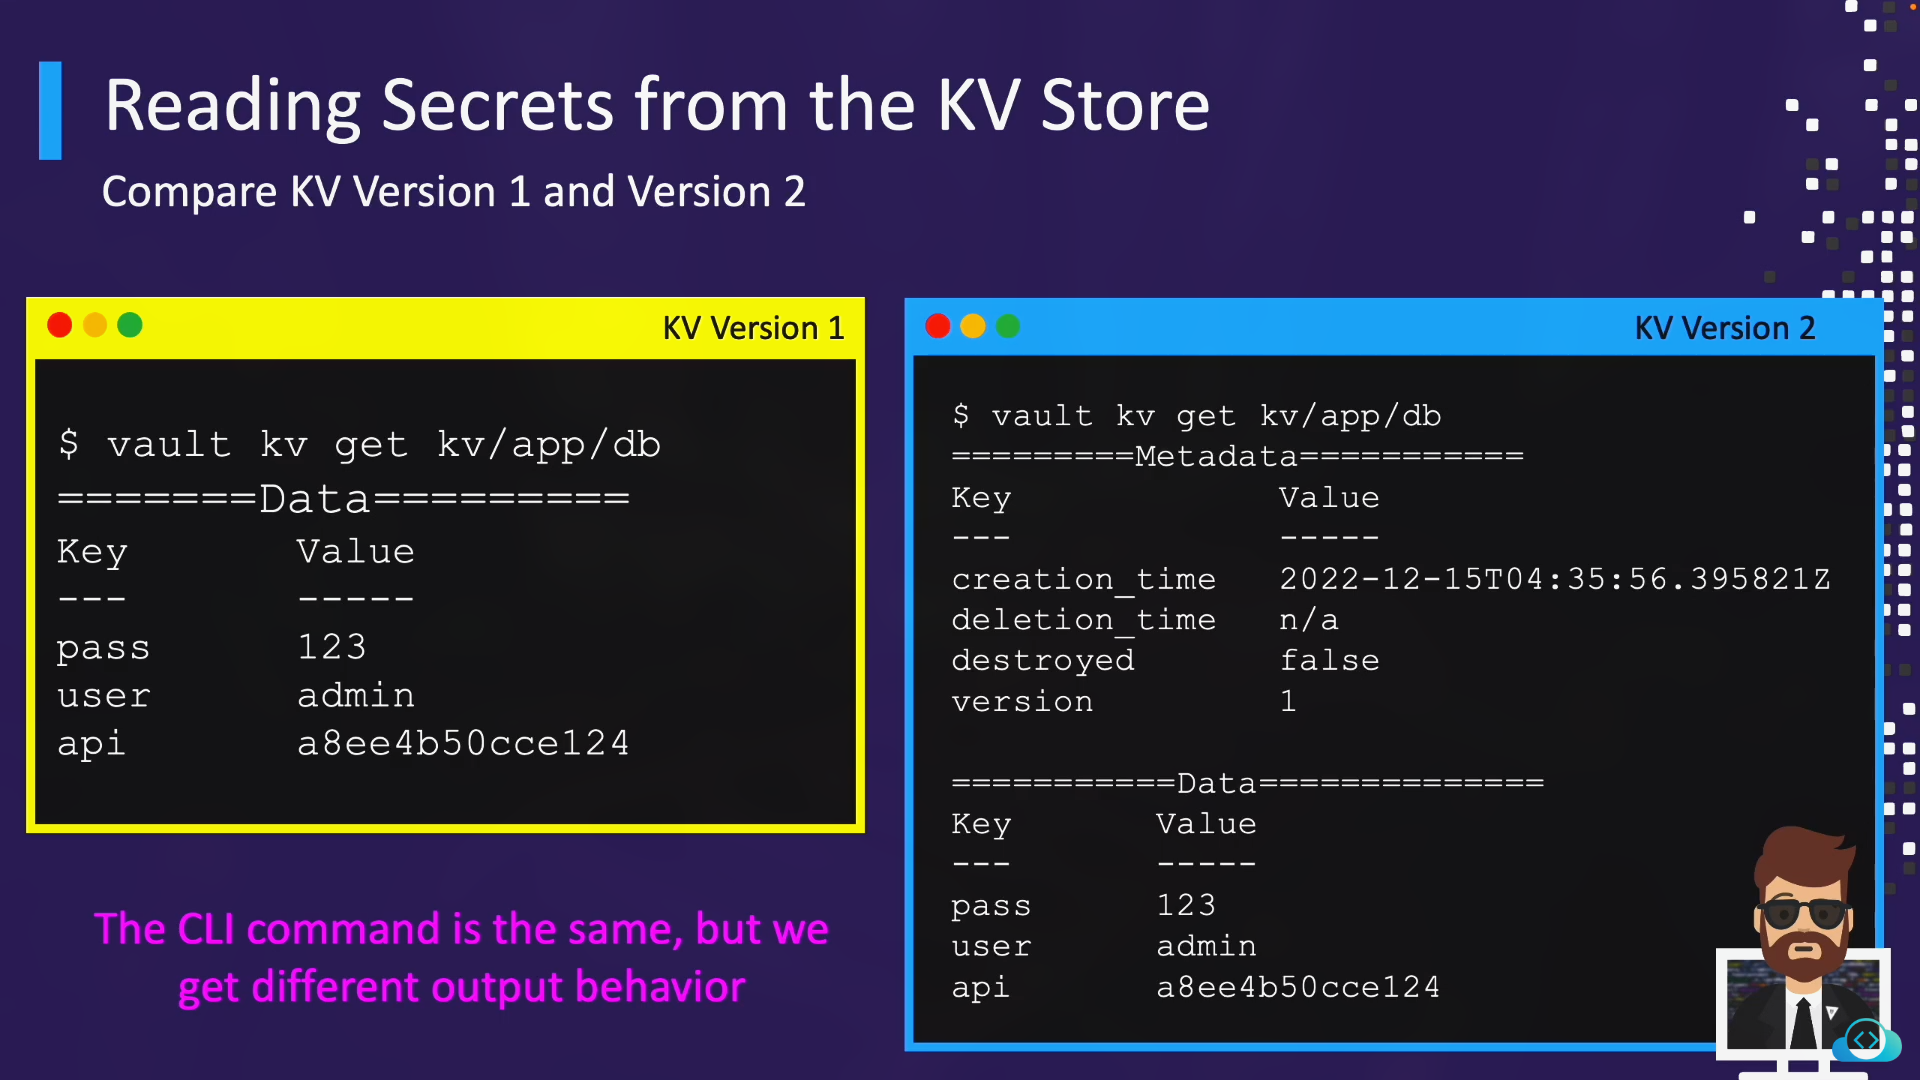 Reading Secrets from the KV Store
Compare KV Version 1 and Version 2
KV Version 1
$ vault kv get kv/app/db
=======Data=========
Key Value
--- -----
pass 123
user admin
api a8ee4b50cce124
The CLI command is the same, but we
get different output behavior
KV Version 2
$ vault kv get kv/app/db
=========Metadata===========
Key Value
--- -----
creation_time 2022-12-15T04:35:56.395821Z
deletion_time n/a
destroyed false
version 1
===========Data==============
Key Value
--- -----
pass 123
user admin
api a8ee4b50cce124